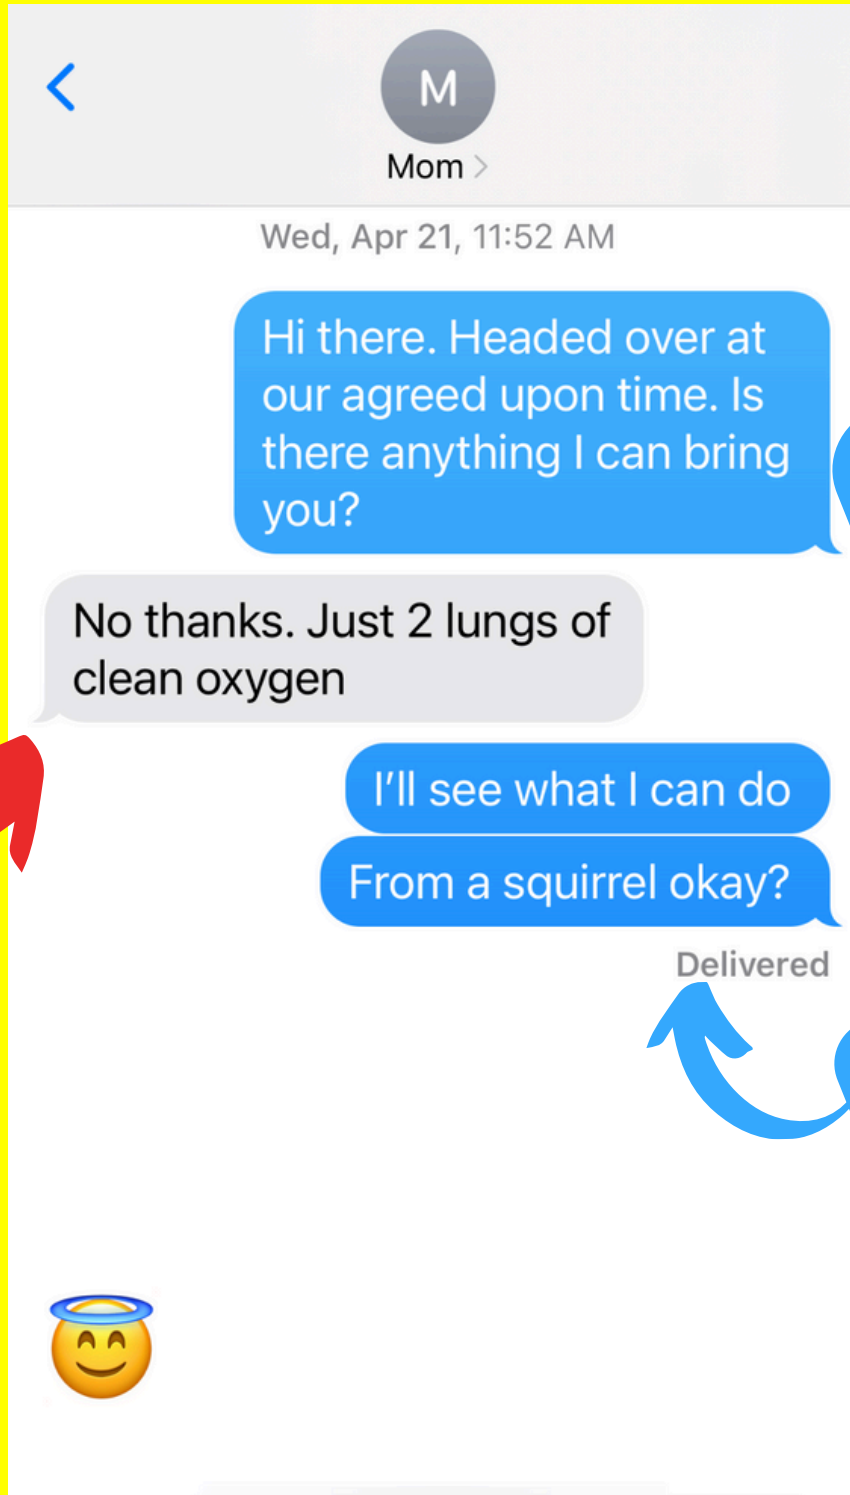 M
Mom
Wed, Apr 21, 11:52 AM
Hi there. Headed over at
our agreed upon time. Is
there anything I can bring
you?
No thanks. Just 2 lungs of
clean oxygen
I'll see what I can do
From a squirrel okay?
Delivered